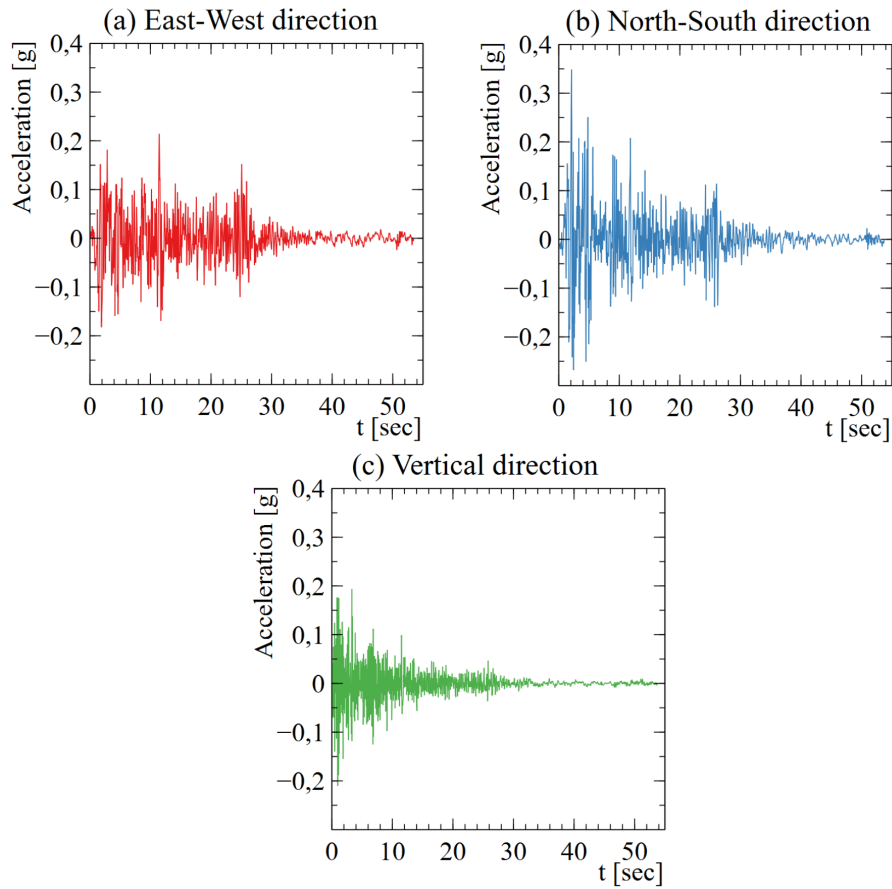 (a) East-West direction
Acceleration [g]
0,4
0,3
0,2
0,1
0
−0,1
−0,2
0 10 20 30 40 50
t [sec]
(b) North-South direction
Acceleration [g]
0,4
0,3
0,2
0,1
0
−0,1
−0,2
0 10 20 30 40 50
t [sec]
(c) Vertical direction
Acceleration [g]
0,4
0,3
0,2
0,1
0
−0,1
−0,2
0 10 20 30 40 50
t [sec]